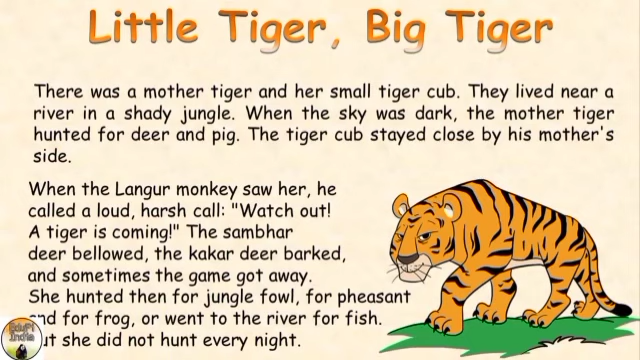 Little Tiger, Big Tiger
There was a mother tiger and her small tiger cub. They lived near a
river in a shady jungle. When the sky was dark, the mother tiger
hunted for deer and pig. The tiger cub stayed close by his mother's
side.
When the Langur monkey saw her, he
called a loud, harsh call: "Watch out!
A tiger is coming!" The sambhar
deer bellowed, the kakar deer barked,
and sometimes the game got away.
She hunted then for jungle fowl, for pheasant
and for frog, or went to the river for fish.
but she did not hunt every night.
EduPi
India